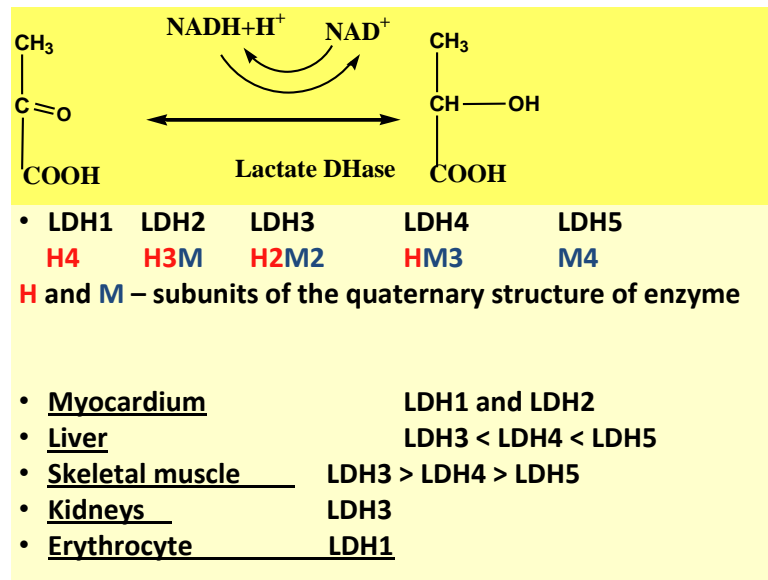 NADH+H+ NAD+
CH3 CH3
C=O CH—OH
COOH Lactate DHase COOH
• LDH1 LDH2 LDH3 LDH4 LDH5
H4 H3M H2M2 HM3 M4
H and M – subunits of the quaternary structure of enzyme
• Myocardium LDH1 and LDH2
• Liver LDH3 < LDH4 < LDH5
• Skeletal muscle LDH3 > LDH4 > LDH5
• Kidneys LDH3
• Erythrocyte LDH1